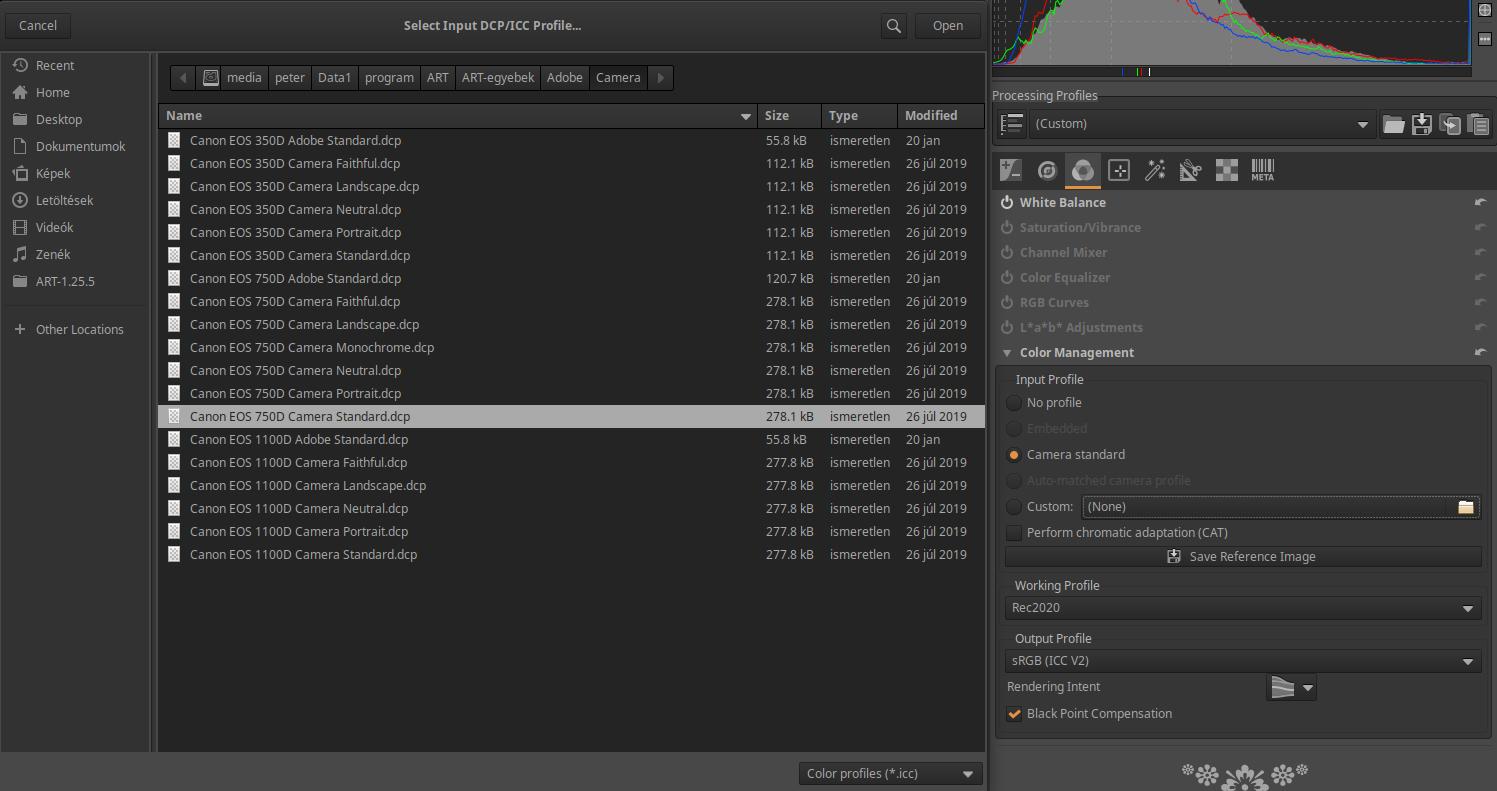 Cancel
Select Input DCP/ICC Profile...
Open
Recent
Home
Desktop
Dokumentumok
Képek
Letöltések
Videók
Zenék
ART-1.25.5
Other Locations
media peter Data1 program ART ART-egyebek Adobe Camera
Name Size Type Modified
Canon EOS 350D Adobe Standard.dcp 55.8 kB ismeretlen 20 jan
Canon EOS 350D Camera Faithful.dcp 112.1 kB ismeretlen 26 júl 2019
Canon EOS 350D Camera Landscape.dcp 112.1 kB ismeretlen 26 júl 2019
Canon EOS 350D Camera Neutral.dcp 112.1 kB ismeretlen 26 júl 2019
Canon EOS 350D Camera Portrait.dcp 112.1 kB ismeretlen 26 júl 2019
Canon EOS 350D Camera Standard.dcp 112.1 kB ismeretlen 26 júl 2019
Canon EOS 750D Adobe Standard.dcp 120.7 kB ismeretlen 20 jan
Canon EOS 750D Camera Faithful.dcp 278.1 kB ismeretlen 26 júl 2019
Canon EOS 750D Camera Landscape.dcp 278.1 kB ismeretlen 26 júl 2019
Canon EOS 750D Camera Monochrome.dcp 278.1 kB ismeretlen 26 júl 2019
Canon EOS 750D Camera Neutral.dcp 278.1 kB ismeretlen 26 júl 2019
Canon EOS 750D Camera Portrait.dcp 278.1 kB ismeretlen 26 júl 2019
Canon EOS 750D Camera Standard.dcp 278.1 kB ismeretlen 26 júl 2019
Canon EOS 1100D Adobe Standard.dcp 55.8 kB ismeretlen 20 jan
Canon EOS 1100D Camera Faithful.dcp 277.8 kB ismeretlen 26 júl 2019
Canon EOS 1100D Camera Landscape.dcp 277.8 kB ismeretlen 26 júl 2019
Canon EOS 1100D Camera Neutral.dcp 277.8 kB ismeretlen 26 júl 2019
Canon EOS 1100D Camera Portrait.dcp 277.8 kB ismeretlen 26 júl 2019
Canon EOS 1100D Camera Standard.dcp 277.8 kB ismeretlen 26 júl 2019
Color profiles (*.icc)
Processing Profiles
(Custom)
META
White Balance
Saturation/Vibrance
Channel Mixer
Color Equalizer
RGB Curves
L*a*b* Adjustments
Color Management
Input Profile
No profile
Embedded
Camera standard
Auto-matched camera profile
Custom: (None)
Perform chromatic adaptation (CAT)
Save Reference Image
Working Profile
Rec2020
Output Profile
sRGB (ICC V2)
Rendering Intent
Black Point Compensation